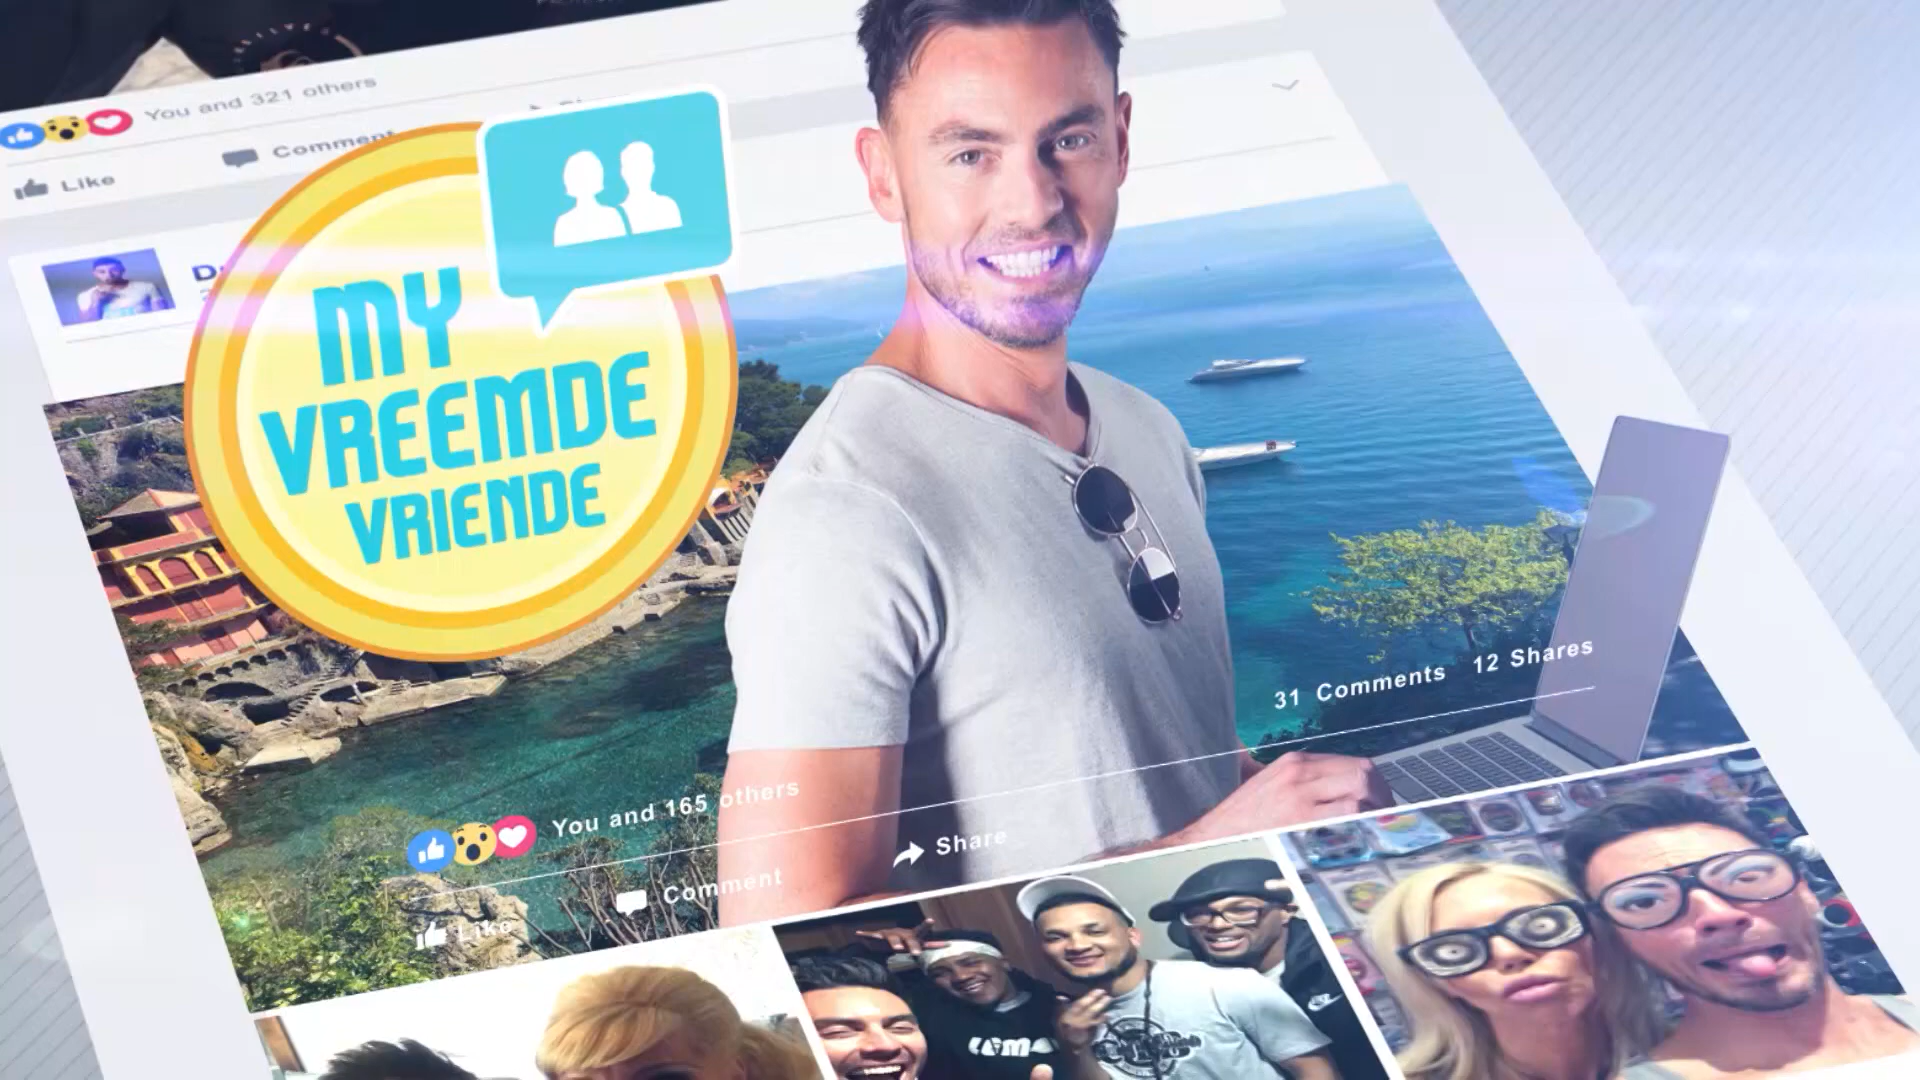 You and 321 others
Like
Comment
MY
VREEMDE
VRIENDE
31 Comments 12 Shares
You and 165 others
Like
Comment
Share